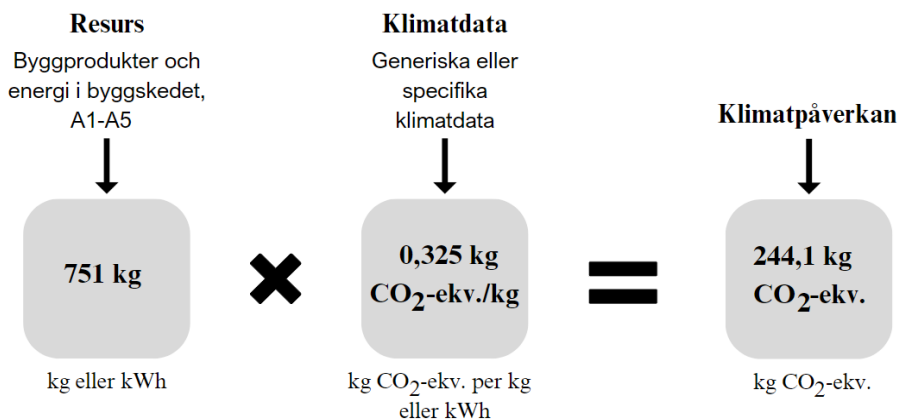 Resurs
Byggprodukter och
energi i byggskedet,
A1-A5
Klimatdata
Generiska eller
specifika
klimatdata
Klimatpåverkan
751 kg
0,325 kg
CO₂-ekv./kg
244,1 kg
CO₂-ekv.
kg eller kWh
kg CO₂-ekv. per kg
eller kWh
kg CO₂-ekv.